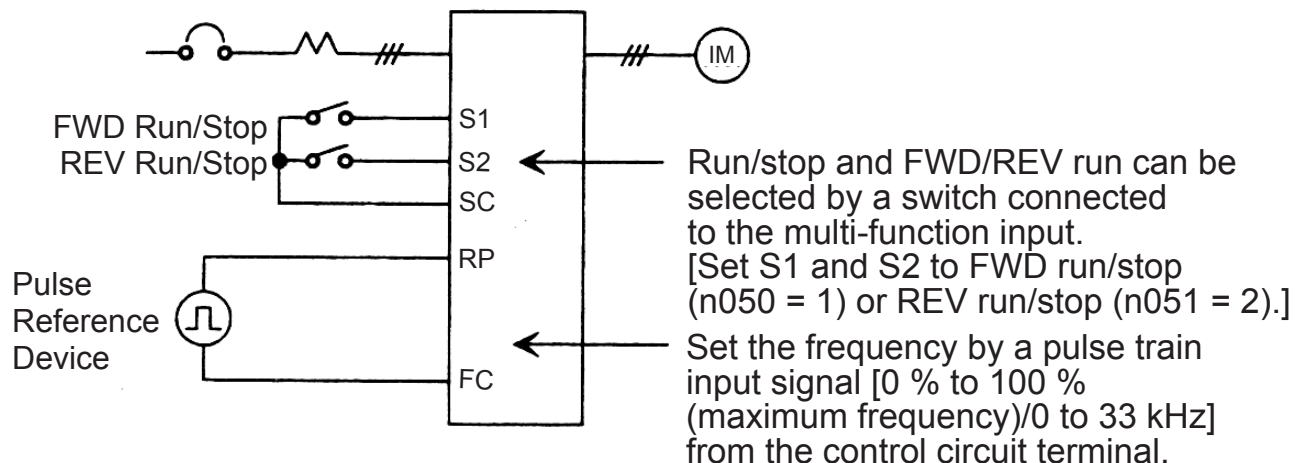 IM
FWD Run/Stop
S1
REV Run/Stop
S2
SC
Run/stop and FWD/REV run can be
selected by a switch connected
to the multi-function input.
[Set S1 and S2 to FWD run/stop
(n050 = 1) or REV run/stop (n051 = 2).]
RP
Pulse
Reference
Device
FC
Set the frequency by a pulse train
input signal [0 % to 100 %
(maximum frequency)/0 to 33 kHz]
from the control circuit terminal.